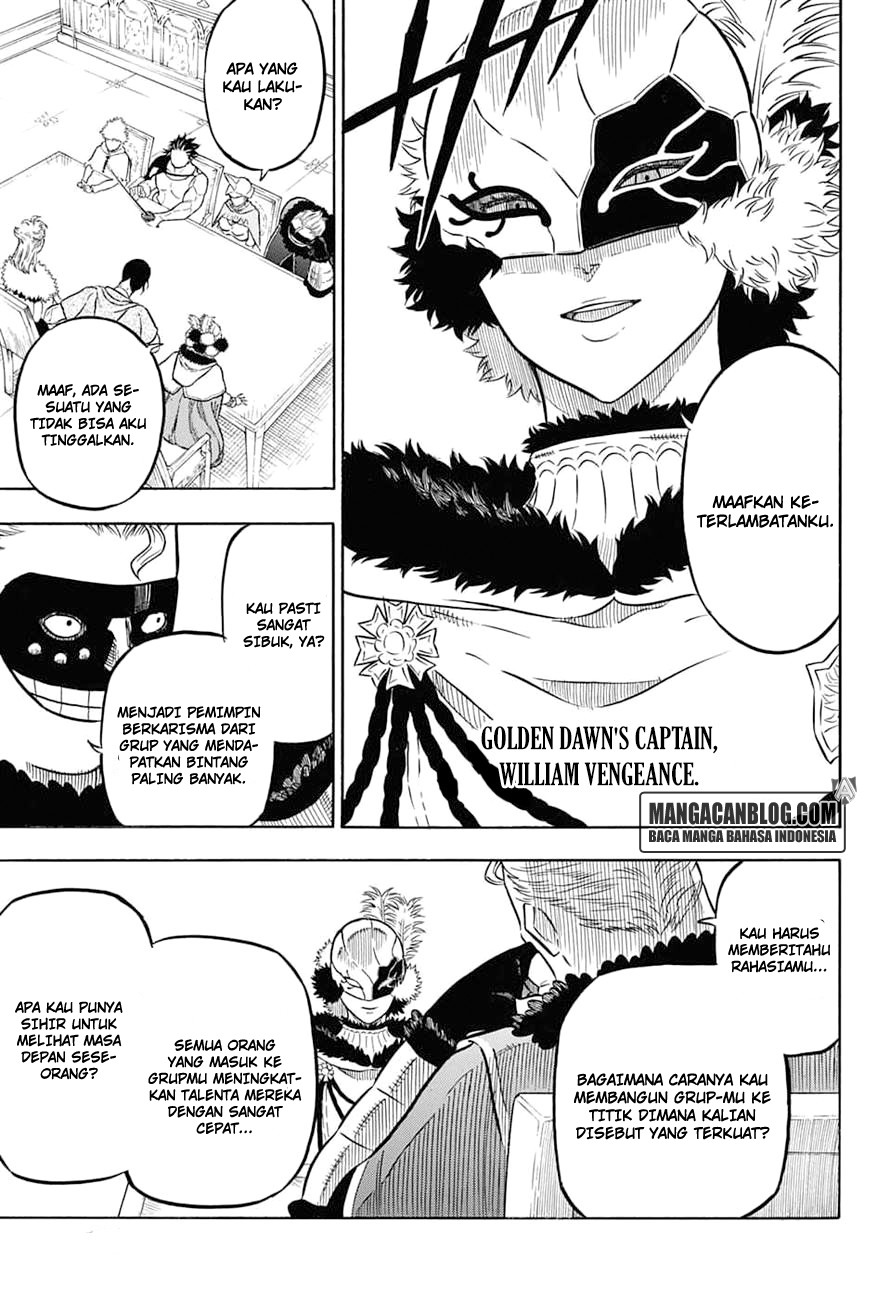 MAAFKAN KE-
TERLAMBATANKU.
GOLDEN DAWN'S CAPTAIN,
WILLIAM VENGEANCE.
APA YANG
KAU LAKU-
KAN?
MAAF, ADA SE-
SUATU YANG
TIDAK BISA AKU
TINGGALKAN.
KAU PASTI
SANGAT
SIBUK, YA?
MENJADI PEMIMPIN
BERKARISMA DARI
GRUP YANG MENDA-
PATKAN BINTANG
PALING BANYAK.
MANGACANBLOG.COM
BACA MANGA BAHASA INDONESIA
KAU HARUS
MEMBERITAHU
RAHASIAMU...
BAGAIMANA CARANYA KAU
MEMBANGUN GRUP-MU KE
TITIK DIMANA KALIAN
DISEBUT YANG TERKUAT?
SEMUA ORANG
YANG MASUK KE
GRUPMU MENINGKAT-
KAN TALENTA MEREKA
DENGAN SANGAT
CEPAT...
APA KAU PUNYA
SIHIR UNTUK
MELIHAT MASA
DEPAN SESE-
ORANG?